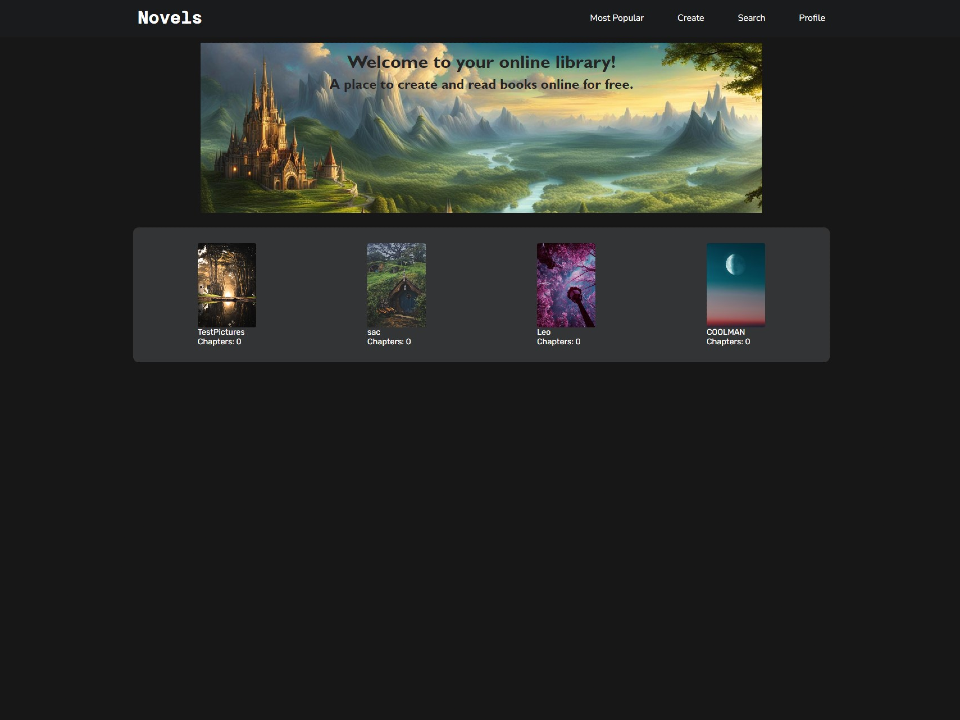 Novels
Most Popular
Create
Search
Profile
Welcome to your online library!
A place to create and read books online for free.
TestPictures
Chapters: 0
sac
Chapters: 0
Leo
Chapters: 0
COOLMAN
Chapters: 0